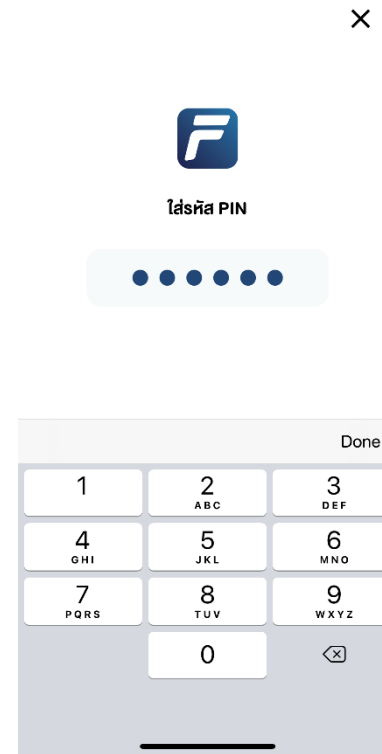 ใส่รหัส PIN
Done
1
2
ABC
3
DEF
4
GHI
5
JKL
6
MNO
7
PQRS
8
TUV
9
WXYZ
0